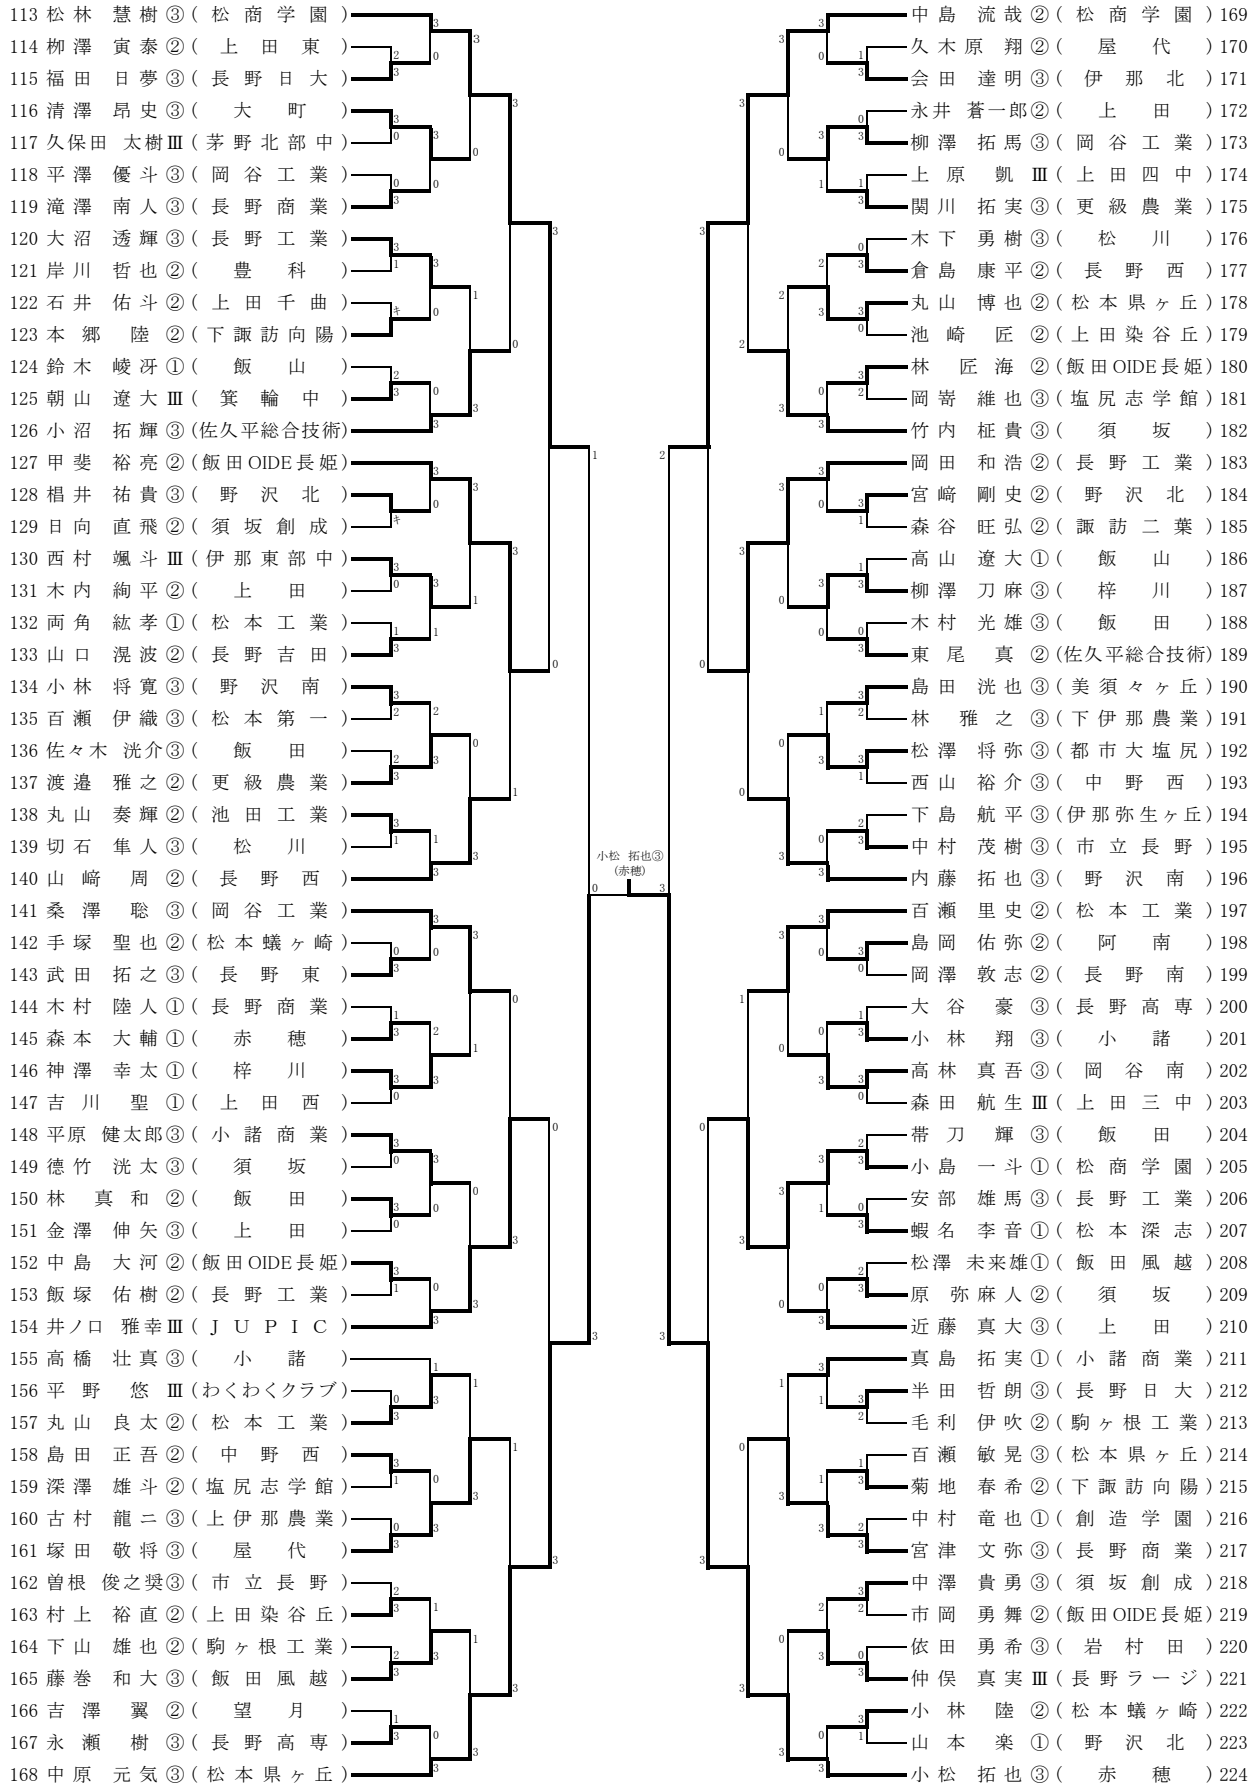 113 松林 慧樹 ③ (松商学園)
114 栁澤 寅泰 ② (上田東)
115 福田 日夢 ③ (長野日大)
116 清澤 昂史 ③ (大町)
117 久保田 太樹 Ⅲ (茅野北部中)
118 平澤 優斗 ③ (岡谷工業)
119 滝澤 南人 ③ (長野商業)
120 大沼 透輝 ③ (長野工業)
121 岸川 哲也 ② (豊科)
122 石井 佑斗 ② (上田千曲)
123 本郷 陸 ② (下諏訪向陽)
124 鈴木 崚冴 ① (飯山)
125 朝山 遼大 Ⅲ (箕輪中)
126 小沼 拓輝 ③ (佐久平総合技術)
127 甲斐 裕亮 ② (飯田OIDE長姫)
128 椙井 祐貴 ③ (野沢北)
129 日向 直飛 ② (須坂創成)
130 西村 颯斗 Ⅲ (伊那東部中)
131 木内 絢平 ② (上田)
132 両角 紘孝 ① (松本工業)
133 山口 滉波 ② (長野吉田)
134 小林 将寛 ③ (野沢南)
135 百瀬 伊織 ③ (松本第一)
136 佐々木 洸介 ③ (飯田)
137 渡邉 雅之 ② (更級農業)
138 丸山 奏輝 ② (池田工業)
139 切石 隼人 ③ (松川)
140 山﨑 周 ② (長野西)
141 桑澤 聡 ③ (岡谷工業)
142 手塚 聖也 ② (松本蟻ヶ崎)
143 武田 拓之 ③ (長野東)
144 木村 陸人 ① (長野商業)
145 森本 大輔 ① (赤穂)
146 神澤 幸太 ① (梓川)
147 吉川 聖 ① (上田西)
148 平原 健太郎 ③ (小諸商業)
149 德竹 洸太 ③ (須坂)
150 林 真和 ② (飯田)
151 金澤 伸矢 ③ (上田)
152 中島 大河 ② (飯田OIDE長姫)
153 飯塚 佑樹 ② (長野工業)
154 井ノ口 雅幸 Ⅲ (JUPIC)
155 高橋 壮真 ③ (小諸)
156 平野 悠 Ⅲ (わくわくクラブ)
157 丸山 良太 ② (松本工業)
158 島田 正吾 ② (中野西)
159 深澤 雄斗 ② (塩尻志学館)
160 古村 龍二 ③ (上伊那農業)
161 塚田 敬将 ③ (屋代)
162 曽根 俊之奨 ③ (市立長野)
163 村上 裕直 ② (上田染谷丘)
164 下山 雄也 ② (駒ヶ根工業)
165 藤巻 和大 ③ (飯田風越)
166 吉澤 翼 ② (望月)
167 永瀬 樹 ③ (長野高専)
168 中原 元気 ③ (松本県ヶ丘)
小松 拓也③
(赤穂)
中島 流哉 ② (松商学園) 169
久木原 翔 ② (屋代) 170
会田 達明 ③ (伊那北) 171
永井 蒼一郎 ② (上田) 172
柳澤 拓馬 ③ (岡谷工業) 173
上原 凱 Ⅲ (上田四中) 174
関川 拓実 ③ (更級農業) 175
木下 勇樹 ③ (松川) 176
倉島 康平 ② (長野西) 177
丸山 博也 ② (松本県ヶ丘) 178
池﨑 匠 ② (上田染谷丘) 179
林 匠海 ② (飯田OIDE長姫) 180
岡嵜 維也 ③ (塩尻志学館) 181
竹内 柾貴 ③ (須坂) 182
岡田 和浩 ② (長野工業) 183
宮﨑 剛史 ② (野沢北) 184
森谷 旺弘 ② (諏訪二葉) 185
高山 遼大 ① (飯山) 186
柳澤 刀麻 ③ (梓川) 187
木村 光雄 ③ (飯田) 188
東尾 真 ② (佐久平総合技術) 189
島田 洸也 ③ (美須々ヶ丘) 190
林 雅之 ③ (下伊那農業) 191
松澤 将弥 ③ (都市大塩尻) 192
西山 裕介 ③ (中野西) 193
下島 航平 ③ (伊那弥生ヶ丘) 194
中村 茂樹 ③ (市立長野) 195
内藤 拓也 ③ (野沢南) 196
百瀬 里史 ② (松本工業) 197
島岡 佑弥 ② (阿南) 198
岡澤 敦志 ② (長野南) 199
大谷 豪 ③ (長野高専) 200
小林 翔 ③ (小諸) 201
高林 真吾 ③ (岡谷南) 202
森田 航生 Ⅲ (上田三中) 203
帯刀 輝 ③ (飯田) 204
小島 一斗 ① (松商学園) 205
安部 雄馬 ③ (長野工業) 206
蝦名 李音 ① (松本深志) 207
松澤 未来雄 ① (飯田風越) 208
原 弥麻人 ② (須坂) 209
近藤 真大 ③ (上田) 210
真島 拓実 ① (小諸商業) 211
半田 哲朗 ③ (長野日大) 212
毛利 伊吹 ② (駒ヶ根工業) 213
百瀬 敏晃 ③ (松本県ヶ丘) 214
菊地 春希 ② (下諏訪向陽) 215
中村 竜也 ① (創造学園) 216
宮津 文弥 ③ (長野商業) 217
中澤 貴勇 ③ (須坂創成) 218
市岡 勇舞 ② (飯田OIDE長姫) 219
依田 勇希 ③ (岩村田) 220
仲俣 真実 Ⅲ (長野ラージ) 221
小林 陸 ② (松本蟻ヶ崎) 222
山本 楽 ① (野沢北) 223
小松 拓也 ③ (赤穂) 224